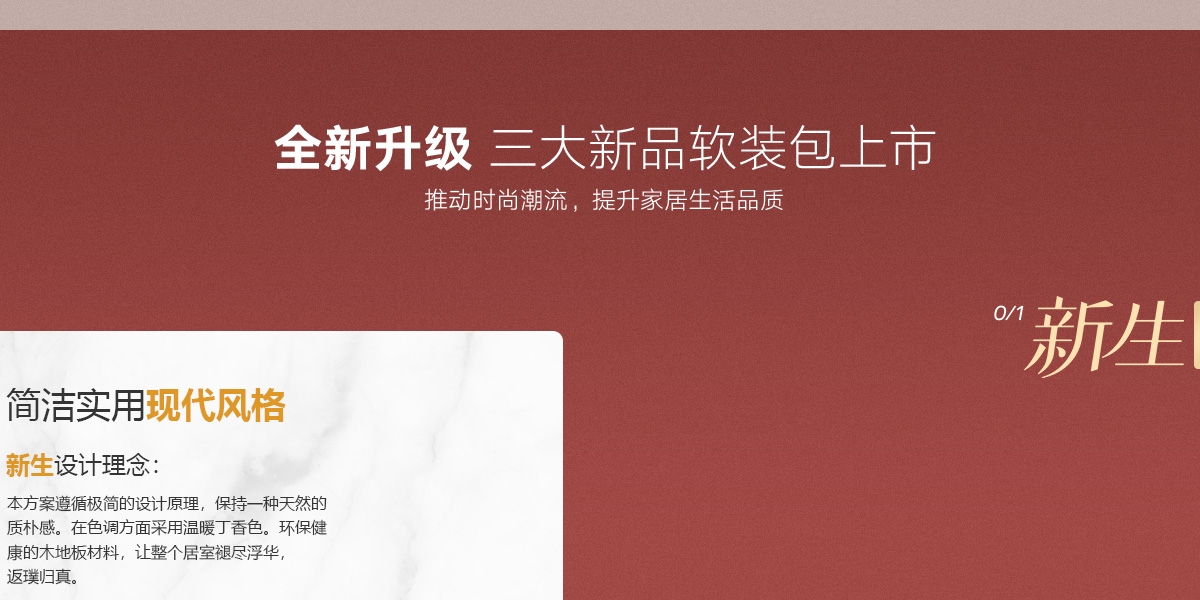 全新升级 三大新品软装包上市
推动时尚潮流，提升家居生活品质
0/1 新生
简洁实用现代风格
新生设计理念：
本方案遵循极简的设计原理，保持一种天然的
质朴感。在色调方面采用温暖丁香色。环保健
康的木地板材料，让整个居室褪尽浮华，
返璞归真。